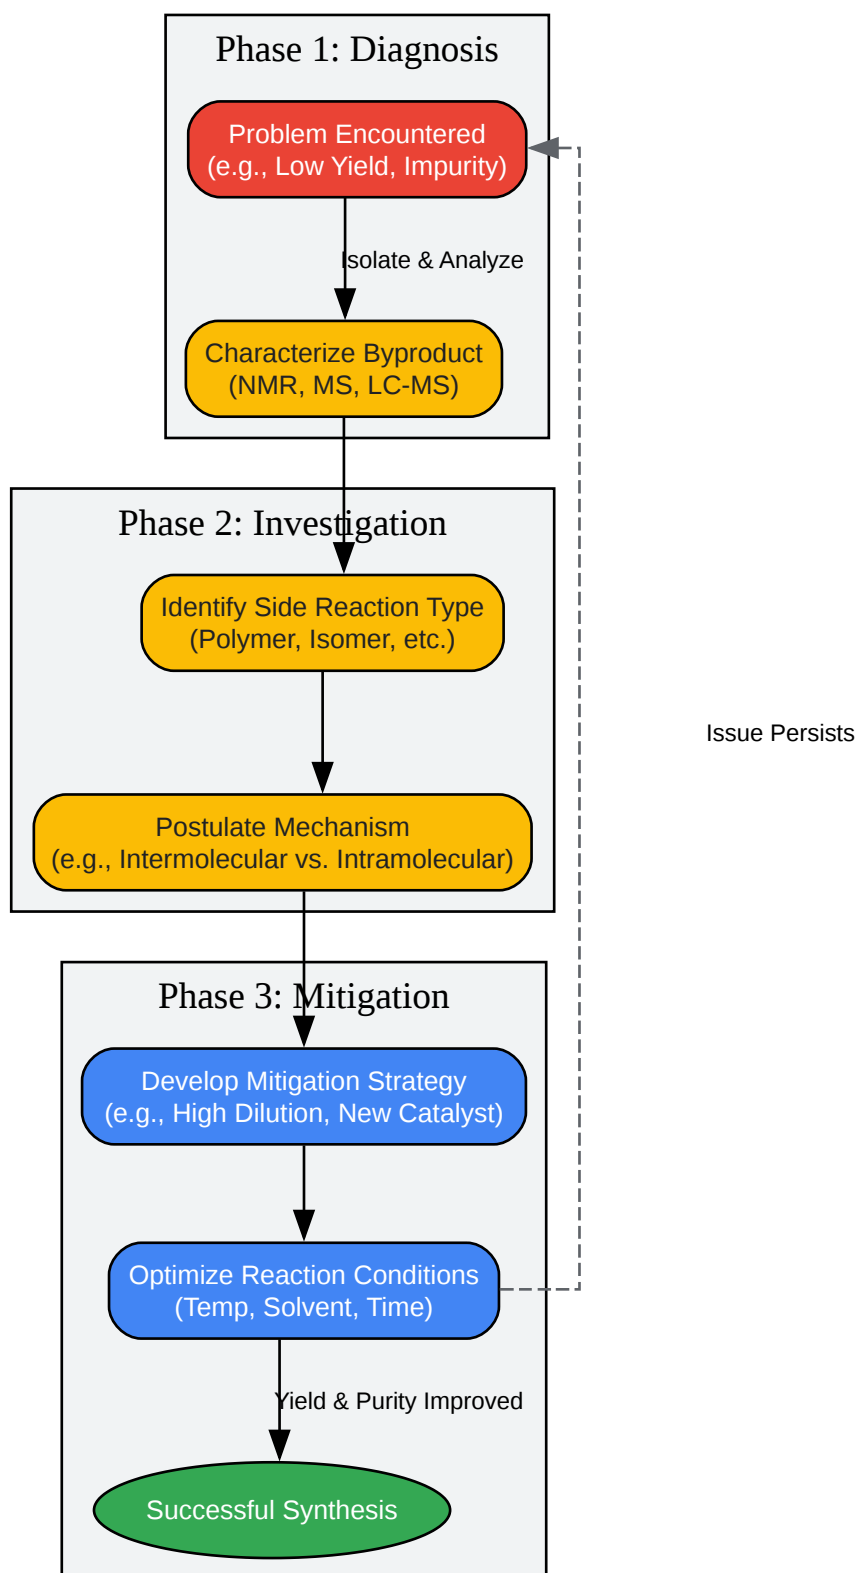 Phase 1: Diagnosis
Problem Encountered
(e.g., Low Yield, Impurity)
Isolate & Analyze
Characterize Byproduct
(NMR, MS, LC-MS)
Phase 2: Investigation
Identify Side Reaction Type
(Polymer, Isomer, etc.)
Issue Persists
Postulate Mechanism
(e.g., Intermolecular vs. Intramolecular)
Phase 3: Mitigation
Develop Mitigation Strategy
(e.g., High Dilution, New Catalyst)
Optimize Reaction Conditions
(Temp, Solvent, Time)
Yield & Purity Improved
Successful Synthesis